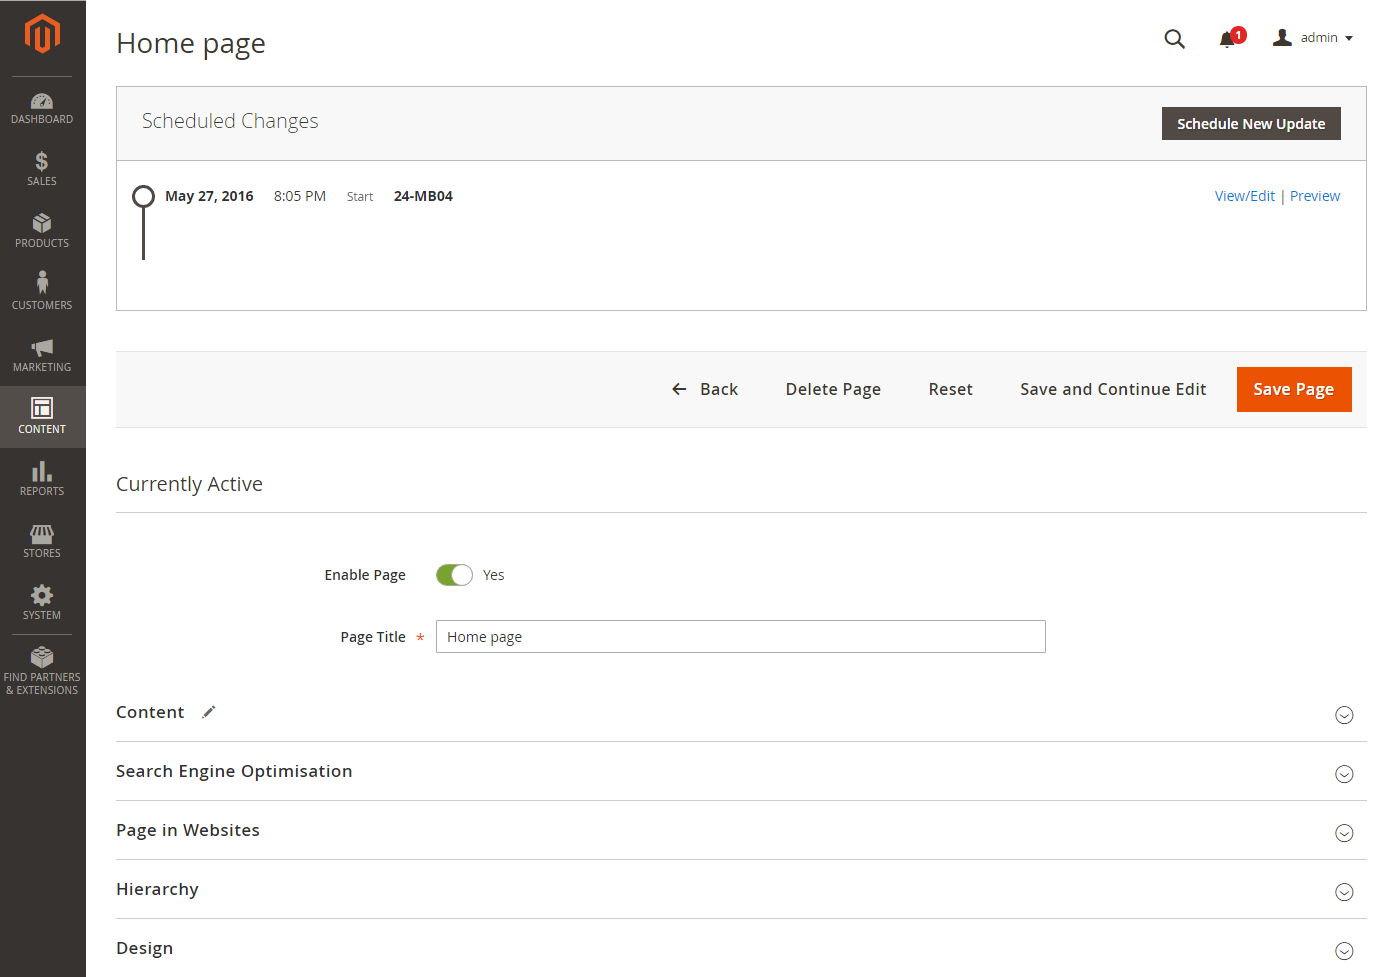 Home page
1
admin
DASHBOARD
SALES
PRODUCTS
CUSTOMERS
MARKETING
CONTENT
REPORTS
STORES
SYSTEM
FIND PARTNERS
& EXTENSIONS
Scheduled Changes
Schedule New Update
May 27, 2016 8:05 PM Start 24-MB04 View/Edit | Preview
Back Delete Page Reset Save and Continue Edit Save Page
Currently Active
Enable Page Yes
Page Title * Home page
Content
Search Engine Optimisation
Page in Websites
Hierarchy
Design